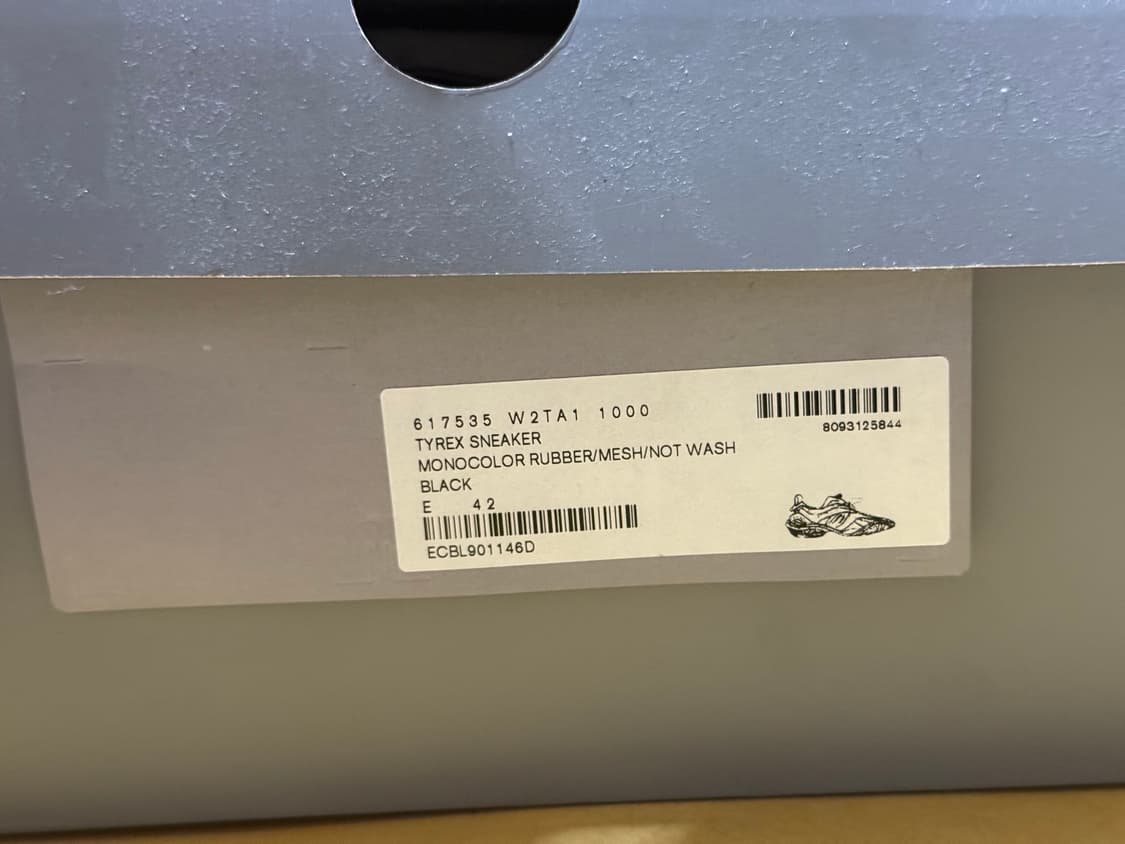 617535 W2TA1 1000
TYREX SNEAKER
MONOCOLOR RUBBER/MESH/NOT WASH
BLACK
E 42
ECBL901146D
8093125844